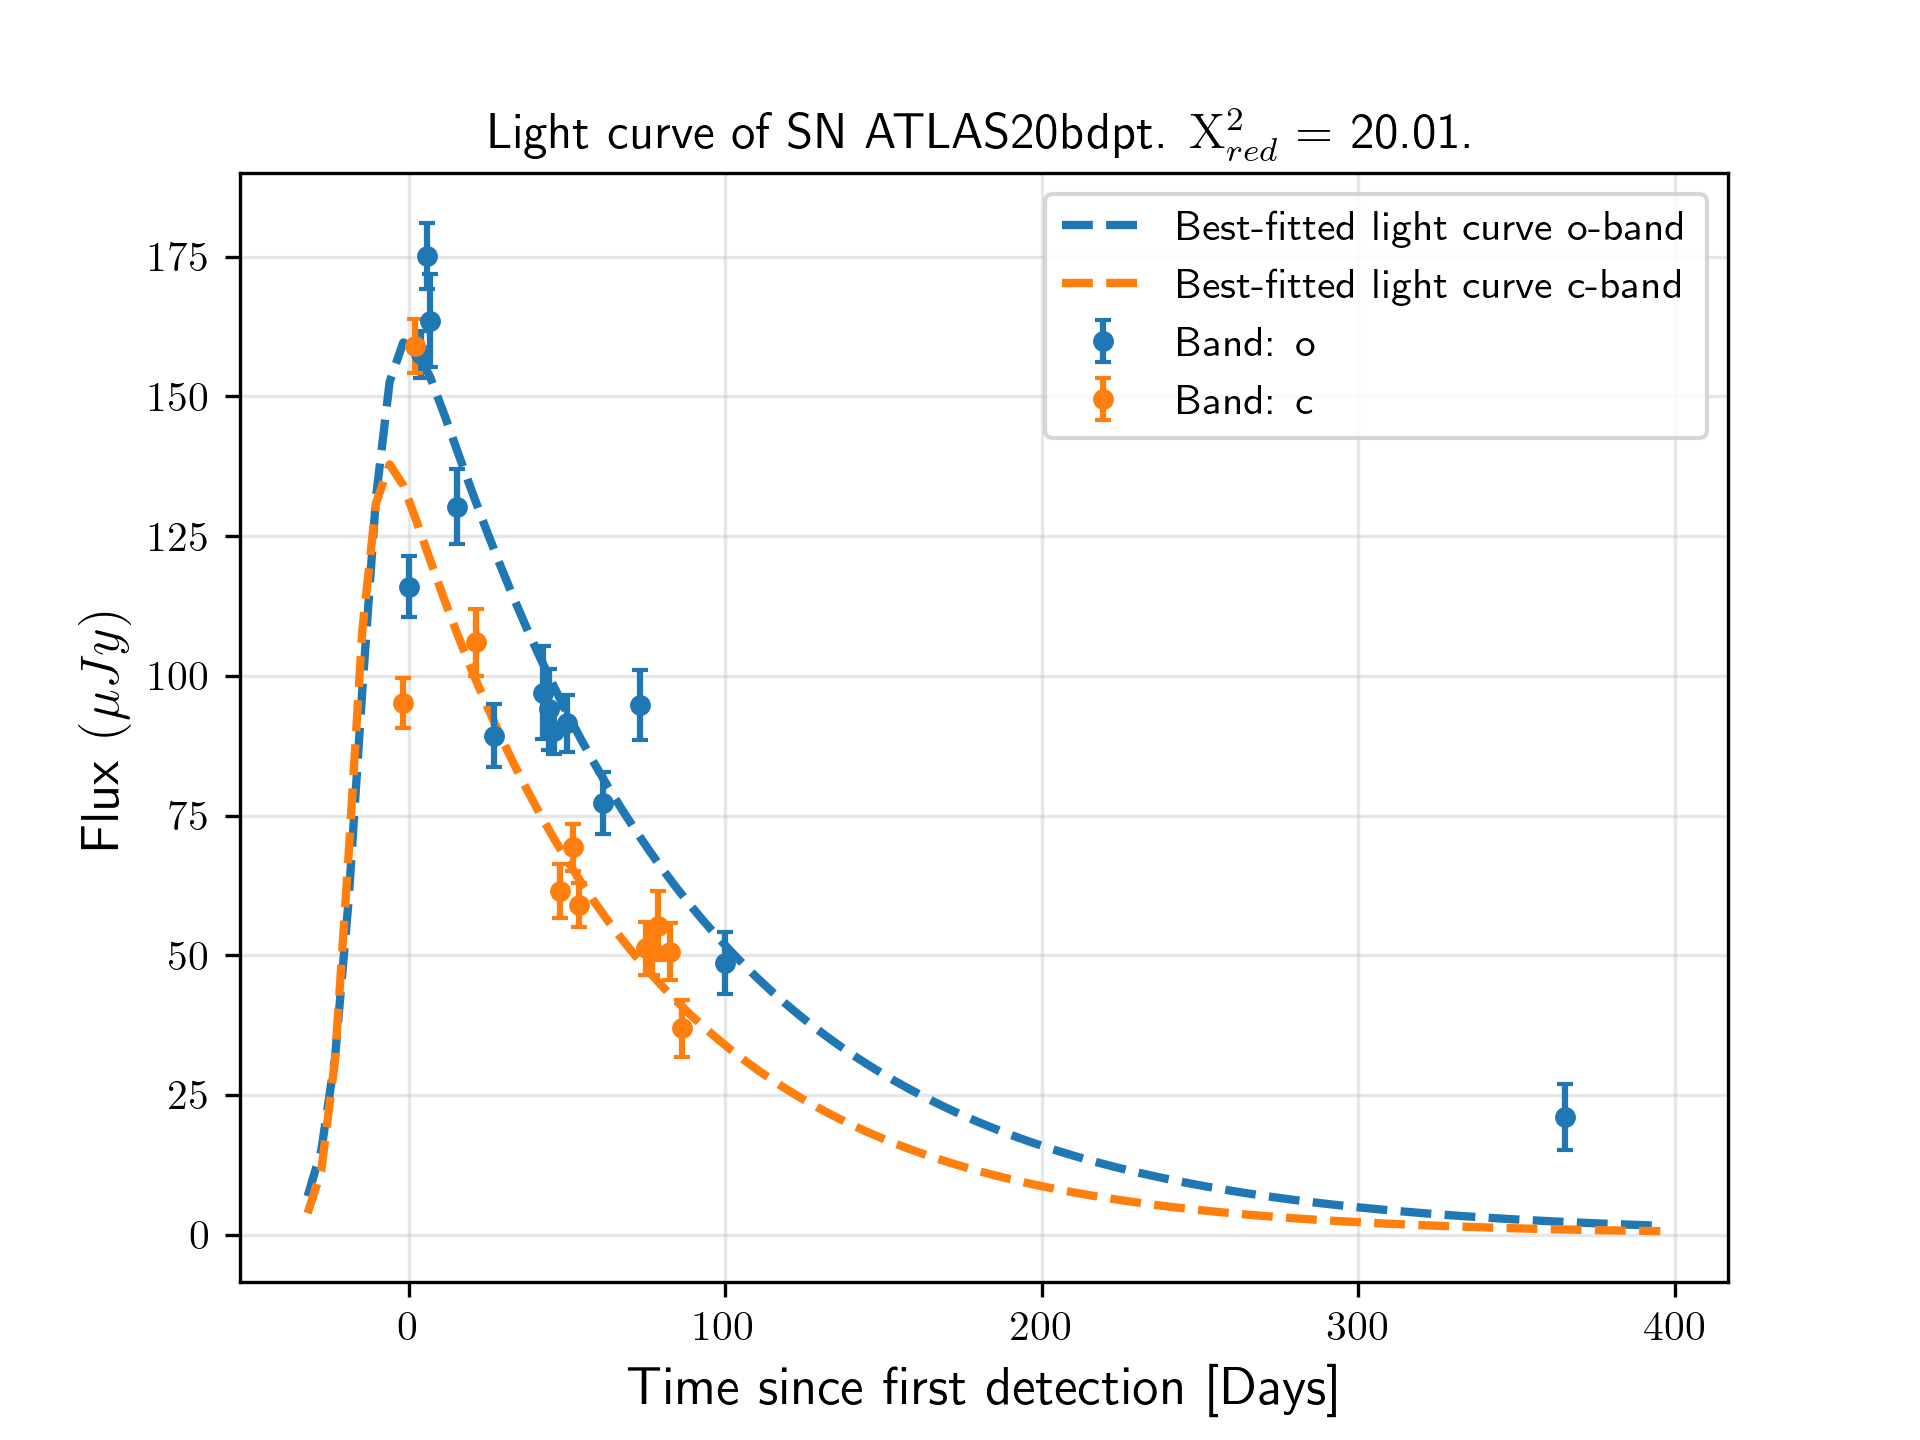 Light curve of SN ATLAS20bdpt. Χ²_red = 20.01.
Best-fitted light curve o-band
Best-fitted light curve c-band
Band: o
Band: c
Flux (μJy)
175
150
125
100
75
50
25
0
0 100 200 300 400
Time since first detection [Days]